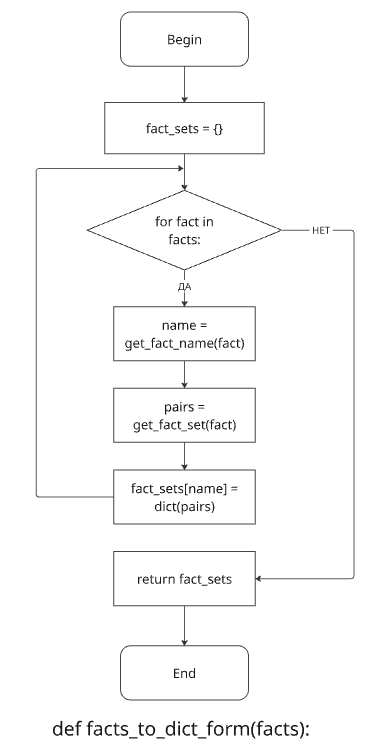 Begin
fact_sets = {}
for fact in
facts:
НЕТ
ДА
name =
get_fact_name(fact)
pairs =
get_fact_set(fact)
fact_sets[name] =
dict(pairs)
return fact_sets
End
def facts_to_dict_form(facts):